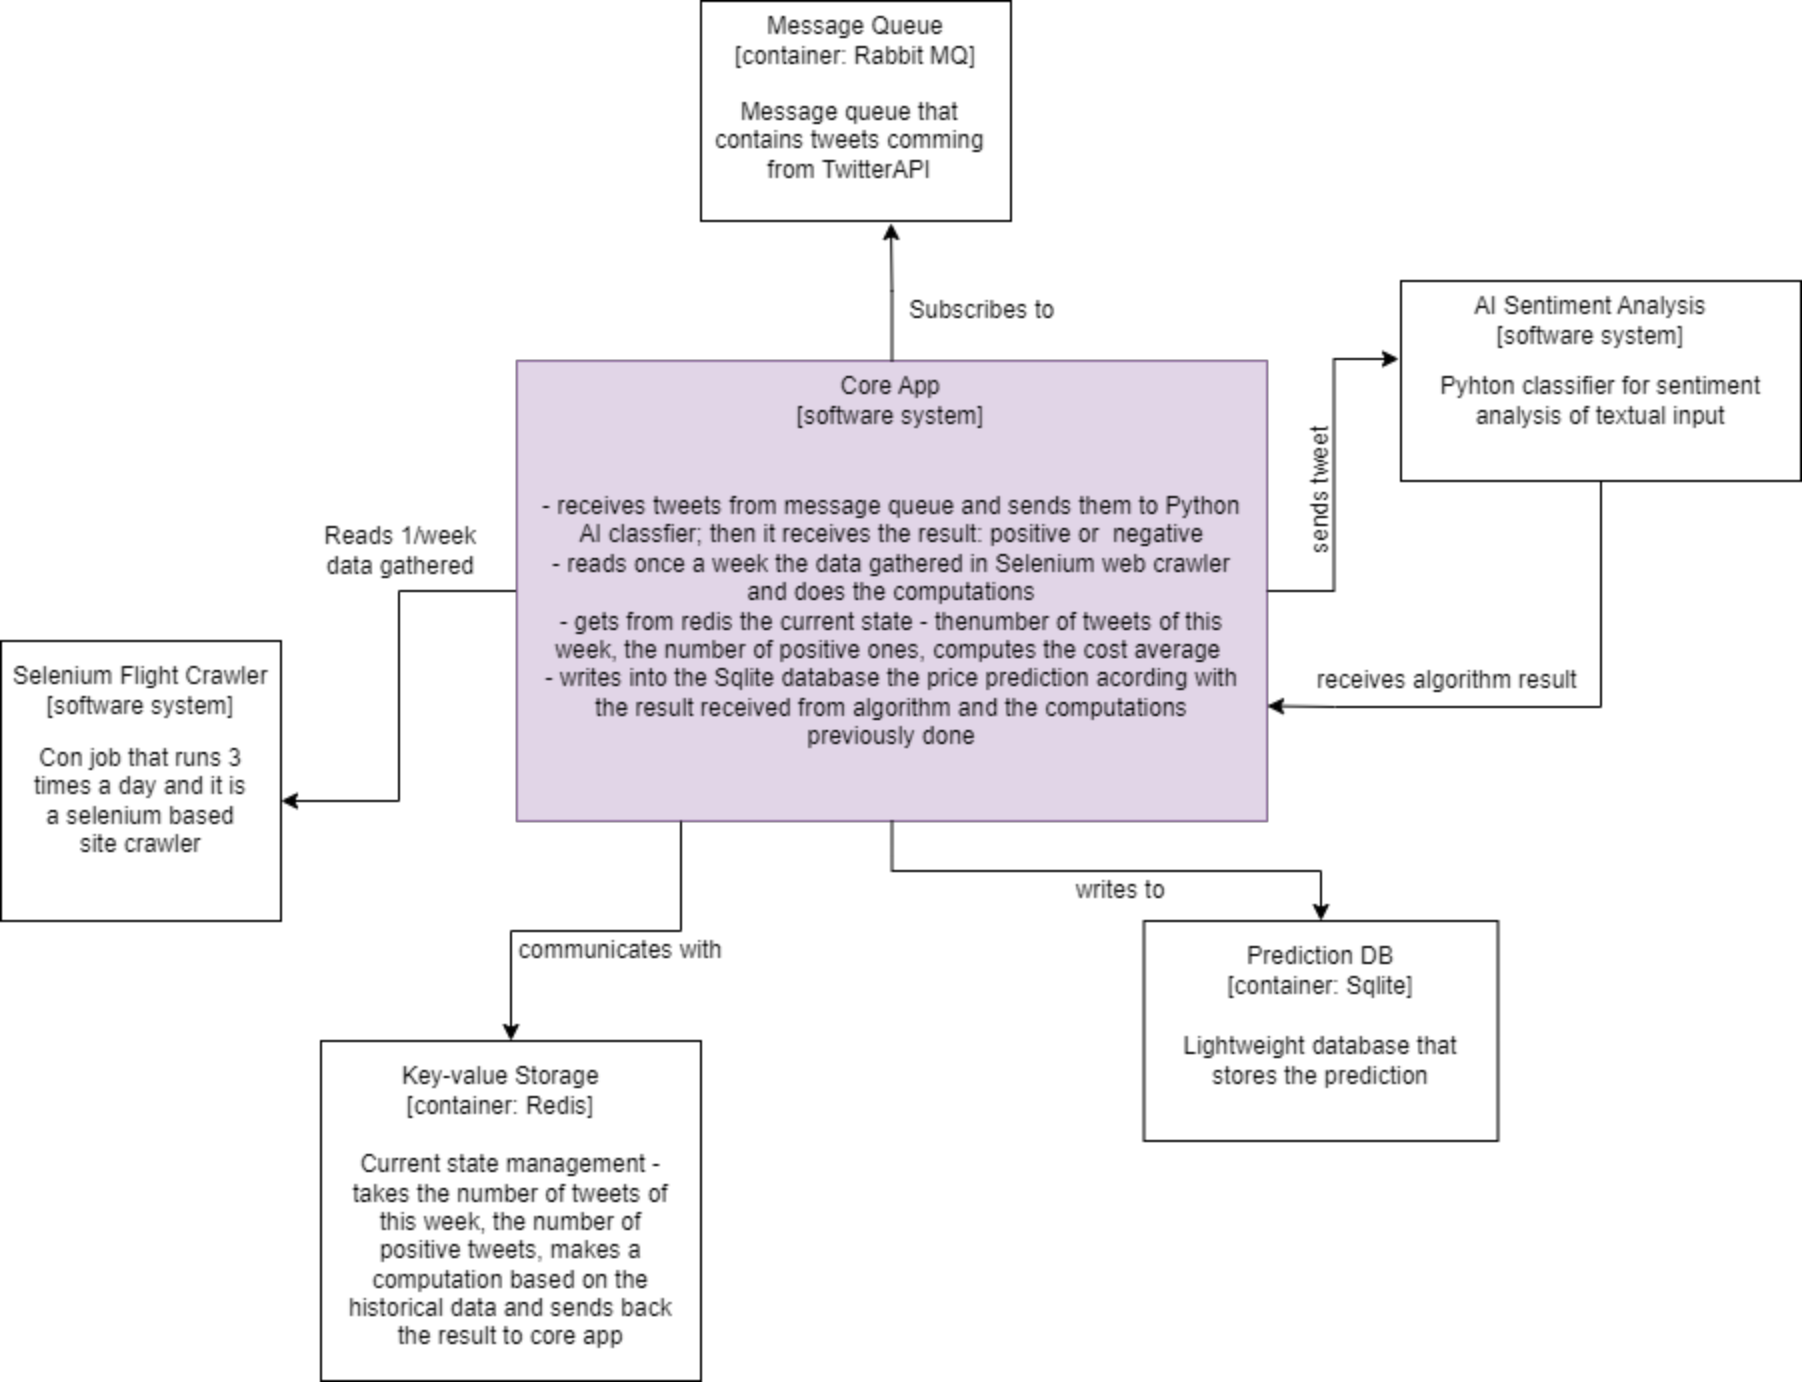 Message Queue
[container: Rabbit MQ]
Message queue that
contains tweets comming
from TwitterAPI
Subscribes to
AI Sentiment Analysis
[software system]
Pyhton classifier for sentiment
analysis of textual input
sends tweet
receives algorithm result
Core App
[software system]
- receives tweets from message queue and sends them to Python
AI classfier; then it receives the result: positive or  negative
- reads once a week the data gathered in Selenium web crawler
and does the computations
- gets from redis the current state - thenumber of tweets of this
week, the number of positive ones, computes the cost average
- writes into the Sqlite database the price prediction acording with
the result received from algorithm and the computations
previously done
Reads 1/week
data gathered
Selenium Flight Crawler
[software system]
Con job that runs 3
times a day and it is
a selenium based
site crawler
writes to
communicates with
Prediction DB
[container: Sqlite]
Lightweight database that
stores the prediction
Key-value Storage
[container: Redis]
Current state management -
takes the number of tweets of
this week, the number of
positive tweets, makes a
computation based on the
historical data and sends back
the result to core app